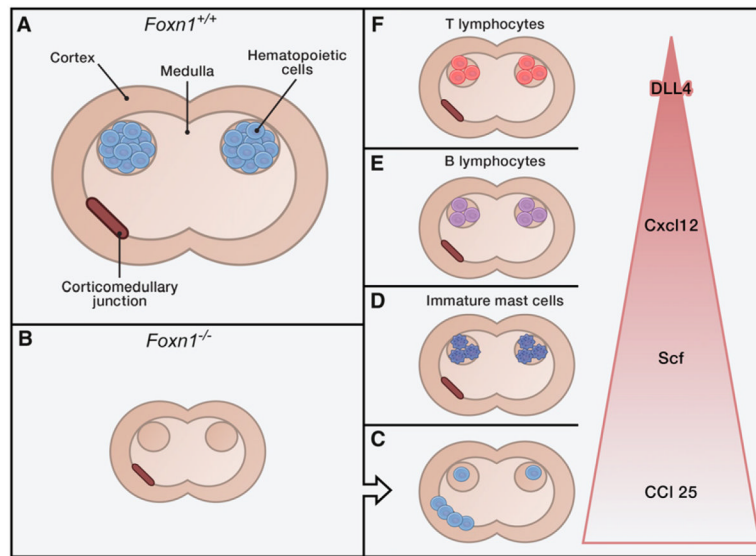 A
Foxn1+/+
Cortex
Medulla
Hematopoietic
cells
Corticomedullary
junction
B
Foxn1-/-
F
T lymphocytes
E
B lymphocytes
D
Immature mast cells
C
DLL4
Cxcl12
Scf
CCl 25